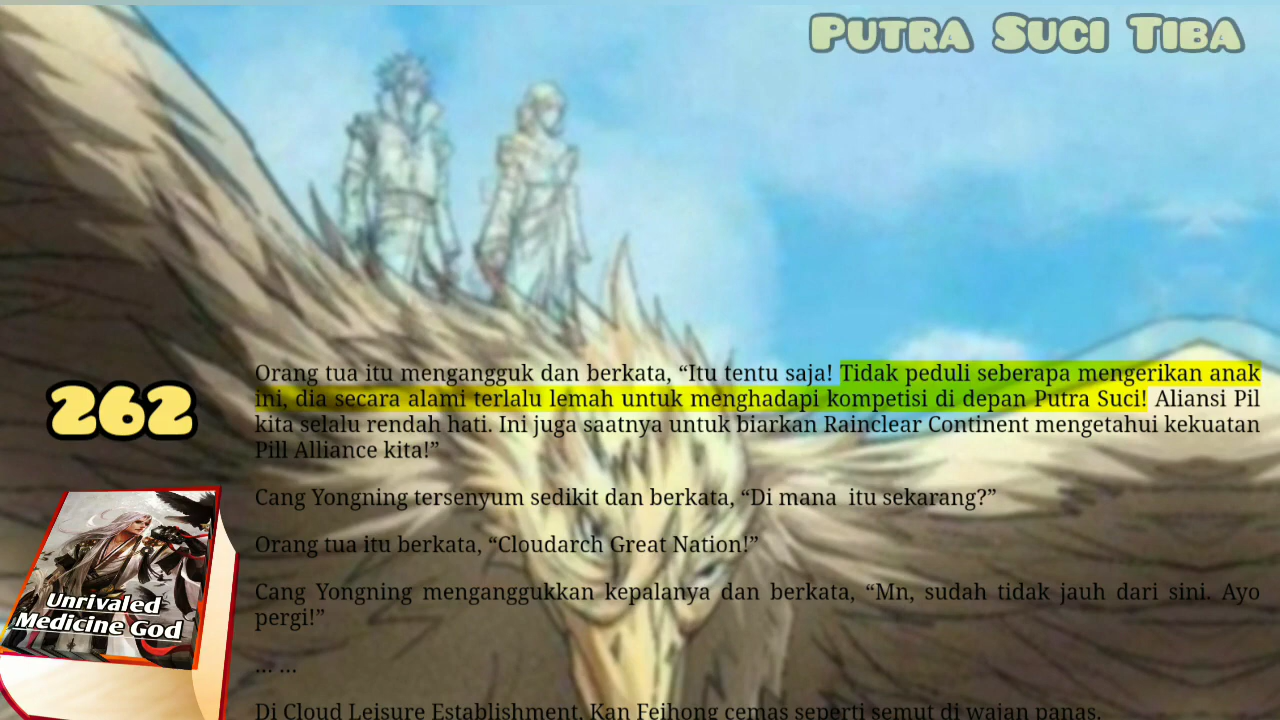 Putra Suci Tiba
Orang tua itu mengangguk dan berkata, “Itu tentu saja! Tidak peduli seberapa mengerikan anak
ini, dia secara alami terlalu lemah untuk menghadapi kompetisi di depan Putra Suci! Aliansi Pil
kita selalu rendah hati. Ini juga saatnya untuk biarkan Rainclear Continent mengetahui kekuatan
Pill Alliance kita!”
262
Cang Yongning tersenyum sedikit dan berkata, “Di mana itu sekarang?”
Orang tua itu berkata, “Cloudarch Great Nation!”
Cang Yongning menganggukkan kepalanya dan berkata, “Mn, sudah tidak jauh dari sini. Ayo
pergi!”
... ...
Di Cloud Leisure Establishment, Kan Feihong cemas seperti semut di wajan panas.
Unrivaled
Medicine God